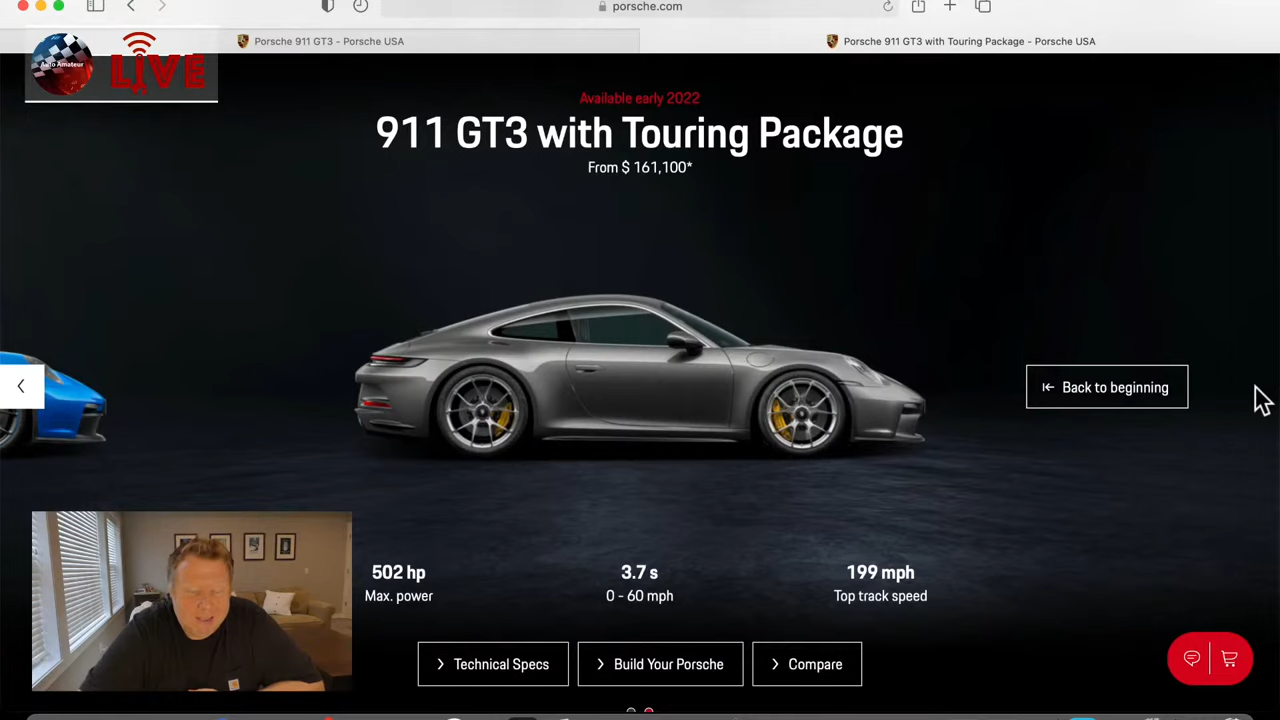 porsche.com
Porsche 911 GT3 - Porsche USA
Porsche 911 GT3 with Touring Package - Porsche USA
Auto Amateur
LIVE
Available early 2022
911 GT3 with Touring Package
From $ 161,100*
Back to beginning
502 hp
3.7 s
199 mph
Max. power
0 - 60 mph
Top track speed
Technical Specs
Build Your Porsche
Compare